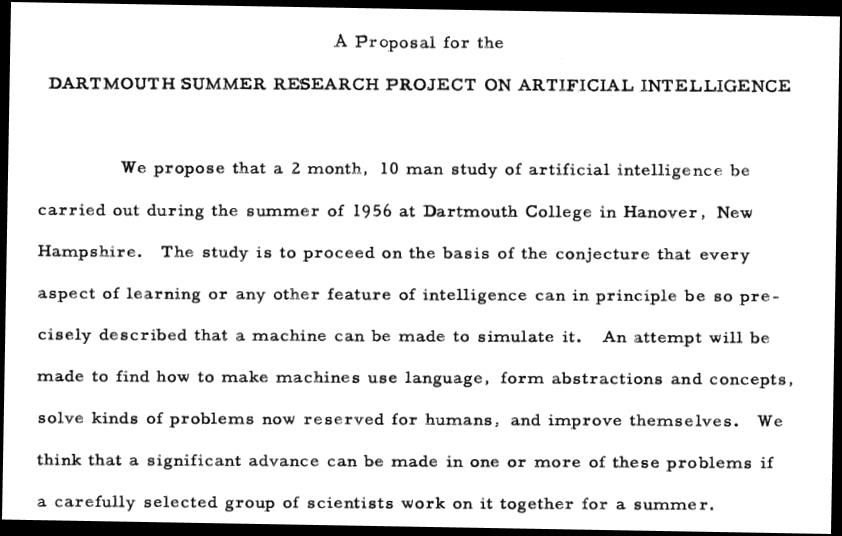 A Proposal for the
DARTMOUTH SUMMER RESEARCH PROJECT ON ARTIFICIAL INTELLIGENCE
We propose that a 2 month, 10 man study of artificial intelligence be
carried out during the summer of 1956 at Dartmouth College in Hanover, New
Hampshire. The study is to proceed on the basis of the conjecture that every
aspect of learning or any other feature of intelligence can in principle be so pre-
cisely described that a machine can be made to simulate it. An attempt will be
made to find how to make machines use language, form abstractions and concepts,
solve kinds of problems now reserved for humans, and improve themselves. We
think that a significant advance can be made in one or more of these problems if
a carefully selected group of scientists work on it together for a summer.